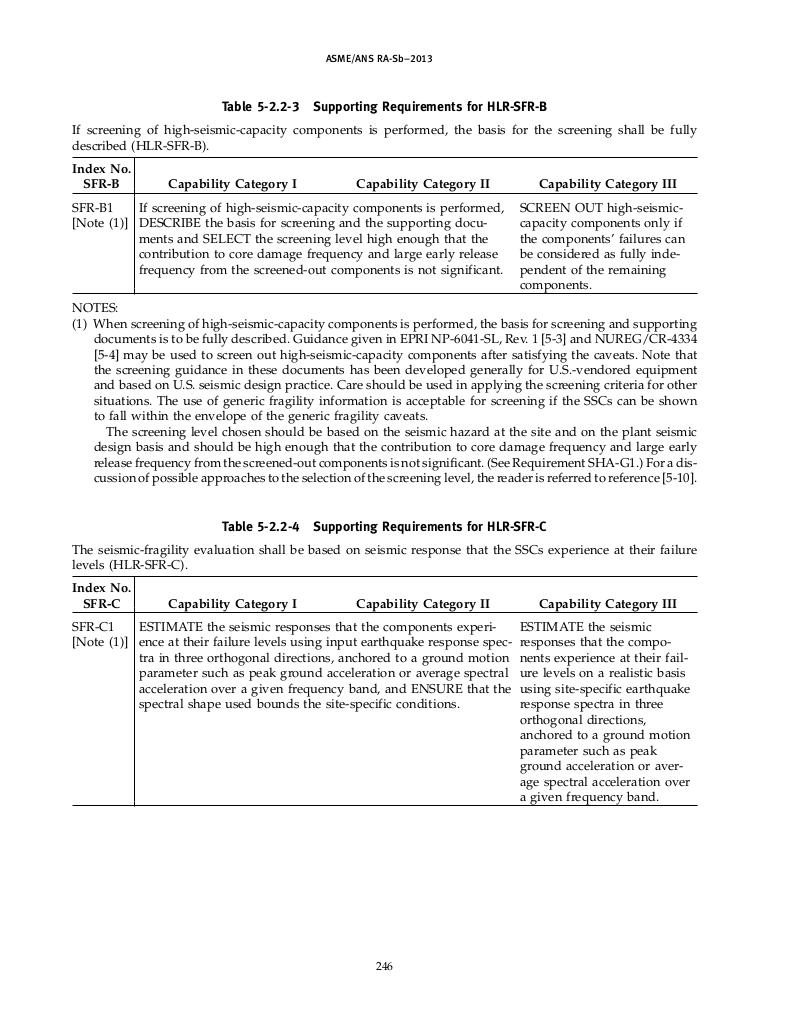 ASME/ANS RA-Sb–2013
Table 5-2.2-3 Supporting Requirements for HLR-SFR-B
If screening of high-seismic-capacity components is performed, the basis for the screening shall be fully
described (HLR-SFR-B).
Index No.
SFR-B Capability Category I Capability Category II Capability Category III
SFR-B1 If screening of high-seismic-capacity components is performed, SCREEN OUT high-seismic-
[Note (1)] DESCRIBE the basis for screening and the supporting docu- capacity components only if
ments and SELECT the screening level high enough that the the components’ failures can
contribution to core damage frequency and large early release be considered as fully inde-
frequency from the screened-out components is not significant. pendent of the remaining
components.
NOTES:
(1) When screening of high-seismic-capacity components is performed, the basis for screening and supporting
documents is to be fully described. Guidance given in EPRI NP-6041-SL, Rev. 1 [5-3] and NUREG/CR-4334
[5-4] may be used to screen out high-seismic-capacity components after satisfying the caveats. Note that
the screening guidance in these documents has been developed generally for U.S.-vendored equipment
and based on U.S. seismic design practice. Care should be used in applying the screening criteria for other
situations. The use of generic fragility information is acceptable for screening if the SSCs can be shown
to fall within the envelope of the generic fragility caveats.
The screening level chosen should be based on the seismic hazard at the site and on the plant seismic
design basis and should be high enough that the contribution to core damage frequency and large early
release frequency from the screened-out components is not significant. (See Requirement SHA-G1.) For a dis-
cussion of possible approaches to the selection of the screening level, the reader is referred to reference [5-10].
Table 5-2.2-4 Supporting Requirements for HLR-SFR-C
The seismic-fragility evaluation shall be based on seismic response that the SSCs experience at their failure
levels (HLR-SFR-C).
Index No.
SFR-C Capability Category I Capability Category II Capability Category III
SFR-C1 ESTIMATE the seismic responses that the components experi- ESTIMATE the seismic
[Note (1)] ence at their failure levels using input earthquake response spec- responses that the compo-
tra in three orthogonal directions, anchored to a ground motion nents experience at their fail-
parameter such as peak ground acceleration or average spectral ure levels on a realistic basis
acceleration over a given frequency band, and ENSURE that the using site-specific earthquake
spectral shape used bounds the site-specific conditions. response spectra in three
orthogonal directions,
anchored to a ground motion
parameter such as peak
ground acceleration or aver-
age spectral acceleration over
a given frequency band.
246